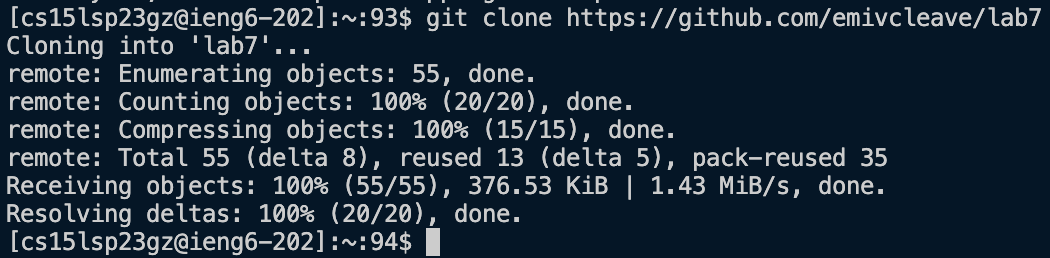 [cs15lsp23gz@ieng6-202]:~:93$ git clone https://github.com/emivcleave/lab7
Cloning into 'lab7'...
remote: Enumerating objects: 55, done.
remote: Counting objects: 100% (20/20), done.
remote: Compressing objects: 100% (15/15), done.
remote: Total 55 (delta 8), reused 13 (delta 5), pack-reused 35
Receiving objects: 100% (55/55), 376.53 KiB | 1.43 MiB/s, done.
Resolving deltas: 100% (20/20), done.
[cs15lsp23gz@ieng6-202]:~:94$